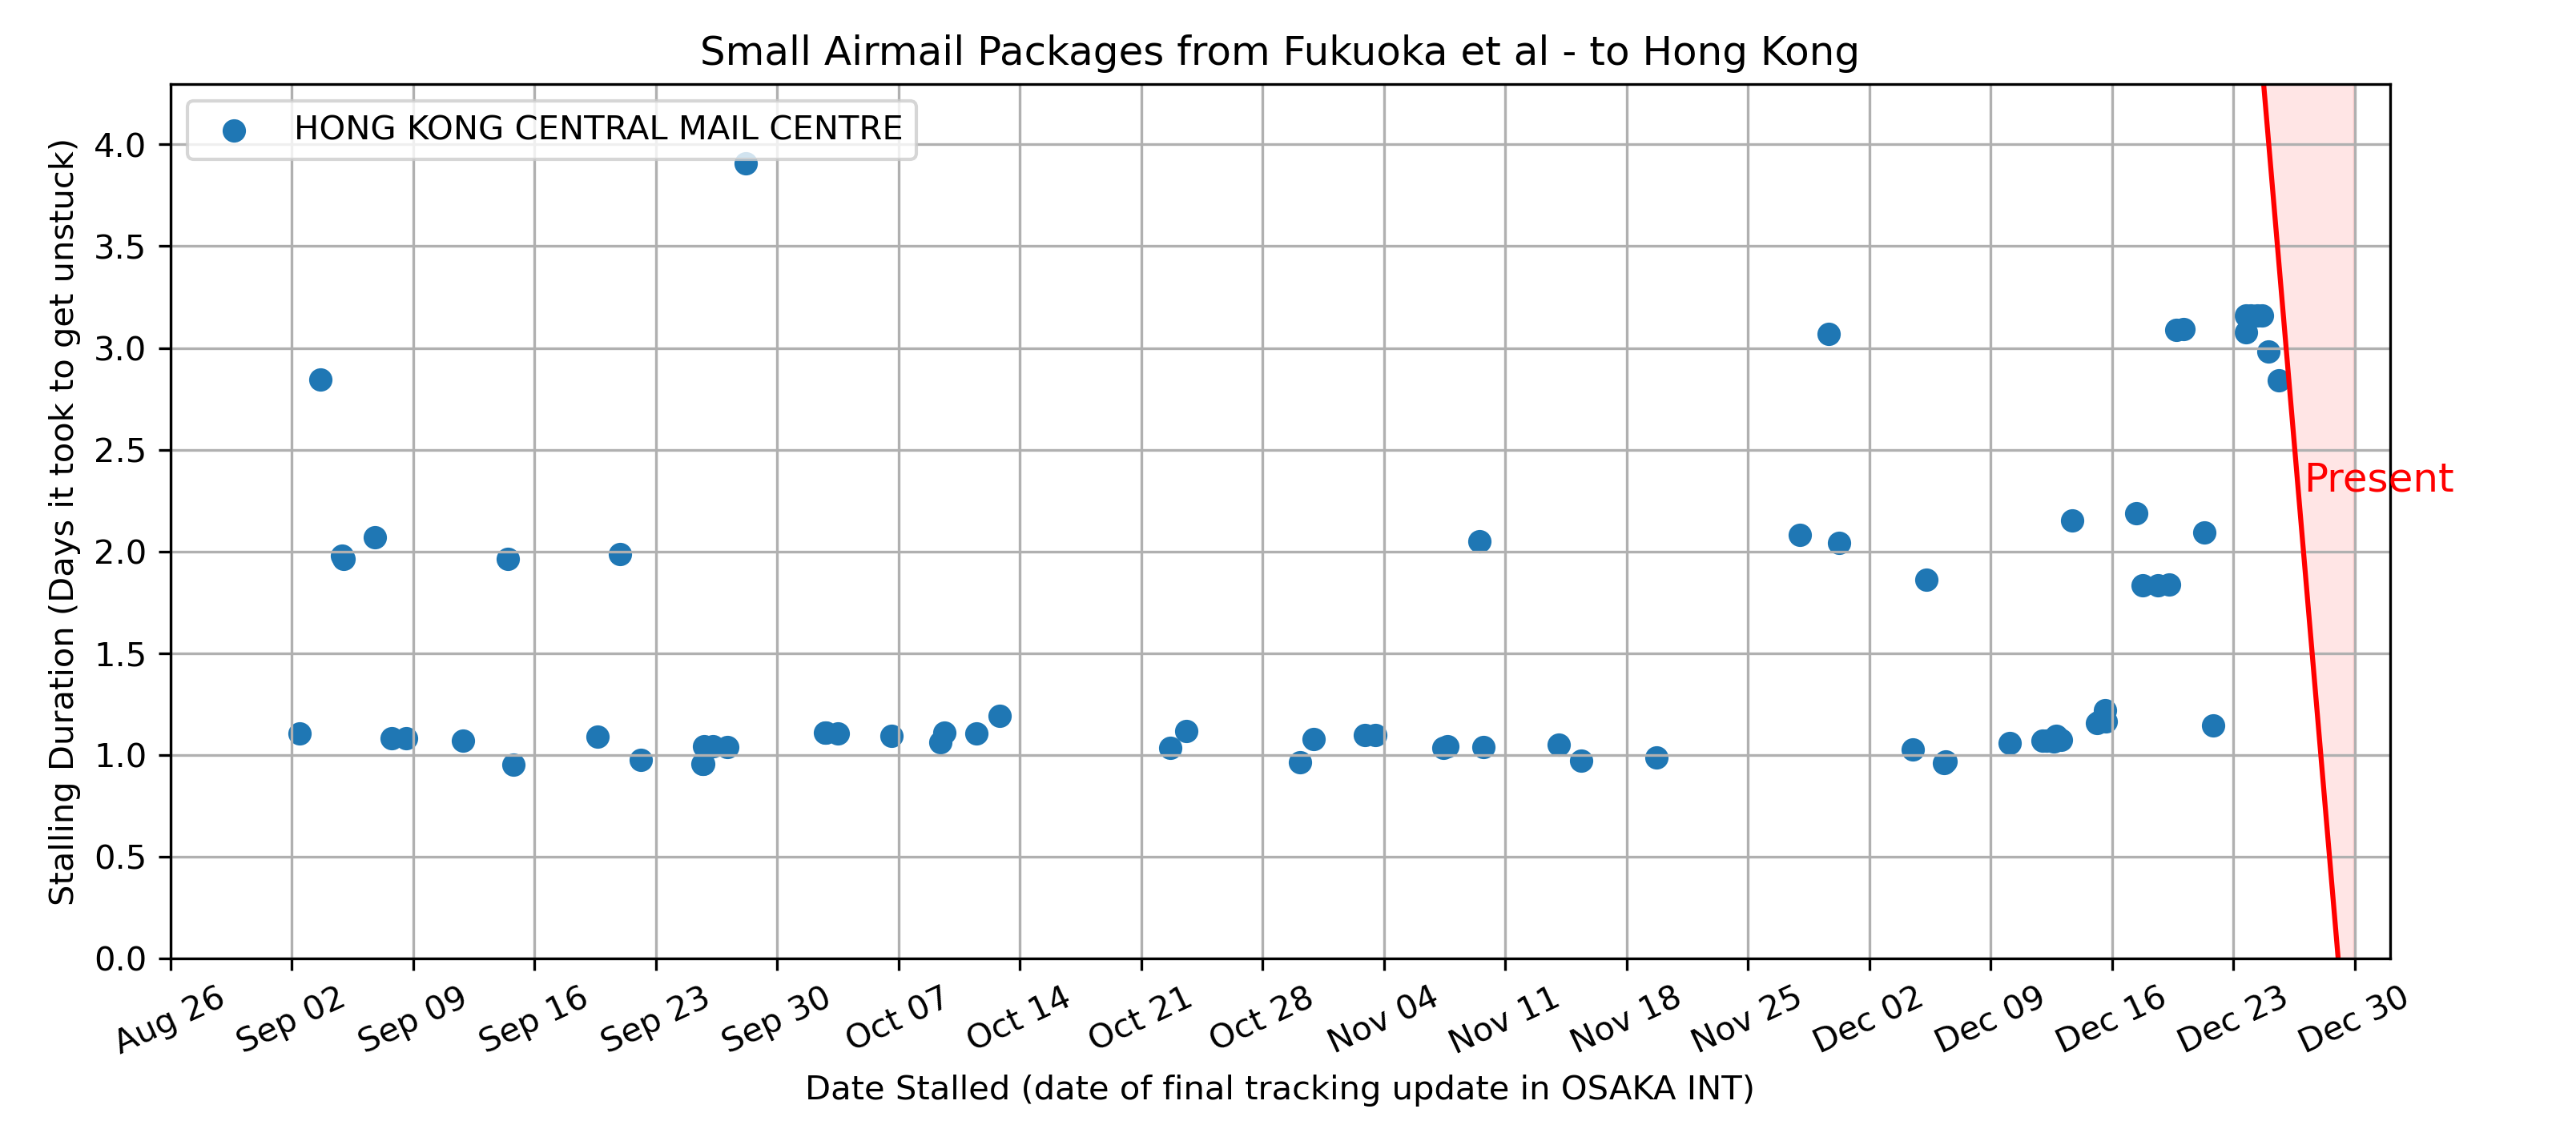 Small Airmail Packages from Fukuoka et al - to Hong Kong
HONG KONG CENTRAL MAIL CENTRE
Stalling Duration (Days it took to get unstuck)
4.0
3.5
3.0
2.5
2.0
1.5
1.0
0.5
0.0
Present
Aug 26
Sep 02
Sep 09
Sep 16
Sep 23
Sep 30
Oct 07
Oct 14
Oct 21
Oct 28
Nov 04
Nov 11
Nov 18
Nov 25
Dec 02
Dec 09
Dec 16
Dec 23
Dec 30
Date Stalled (date of final tracking update in OSAKA INT)